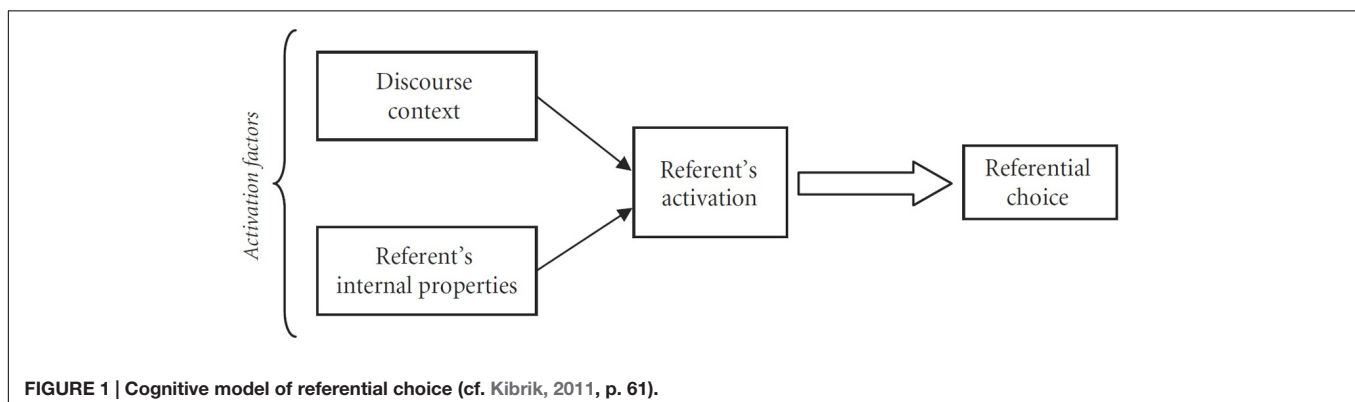 Activation factors
Discourse
context
Referent's
internal properties
Referent's
activation
Referential
choice
FIGURE 1 | Cognitive model of referential choice (cf. Kibrik, 2011, p. 61).